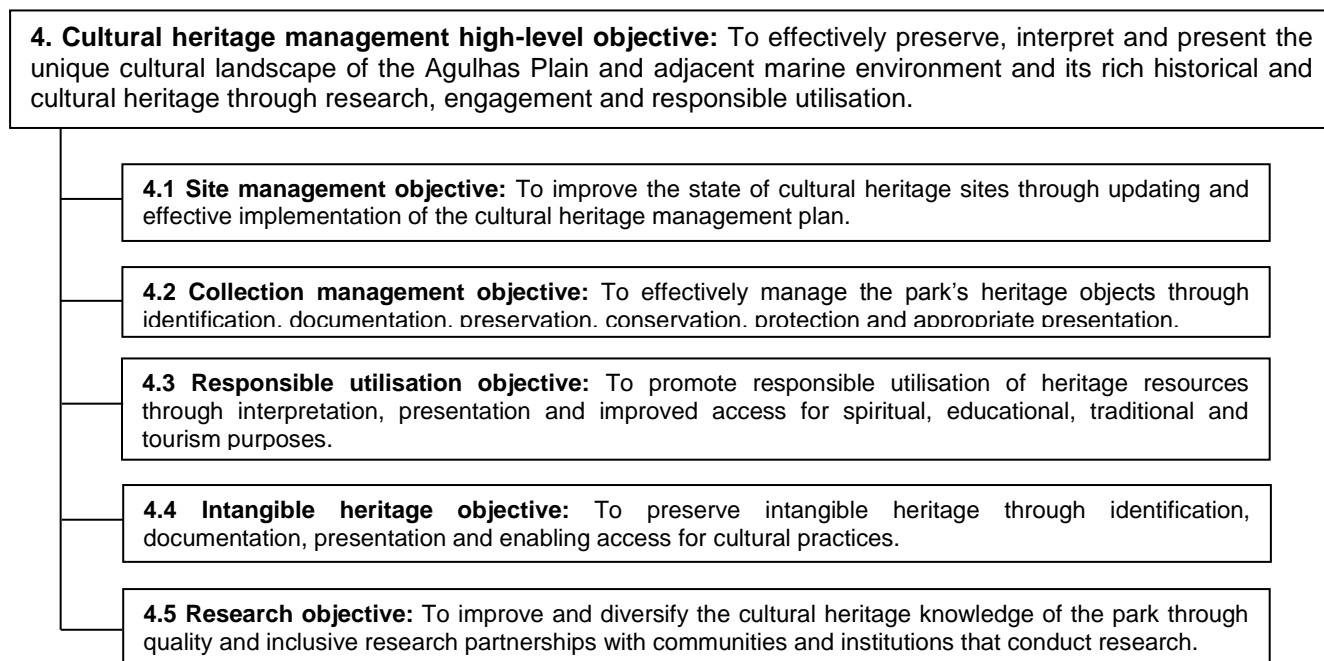 4. Cultural heritage management high-level objective: To effectively preserve, interpret and present the
unique cultural landscape of the Agulhas Plain and adjacent marine environment and its rich historical and
cultural heritage through research, engagement and responsible utilisation.
4.1 Site management objective: To improve the state of cultural heritage sites through updating and
effective implementation of the cultural heritage management plan.
4.2 Collection management objective: To effectively manage the park’s heritage objects through
identification, documentation, preservation, conservation, protection and appropriate presentation.
4.3 Responsible utilisation objective: To promote responsible utilisation of heritage resources
through interpretation, presentation and improved access for spiritual, educational, traditional and
tourism purposes.
4.4 Intangible heritage objective: To preserve intangible heritage through identification,
documentation, presentation and enabling access for cultural practices.
4.5 Research objective: To improve and diversify the cultural heritage knowledge of the park through
quality and inclusive research partnerships with communities and institutions that conduct research.